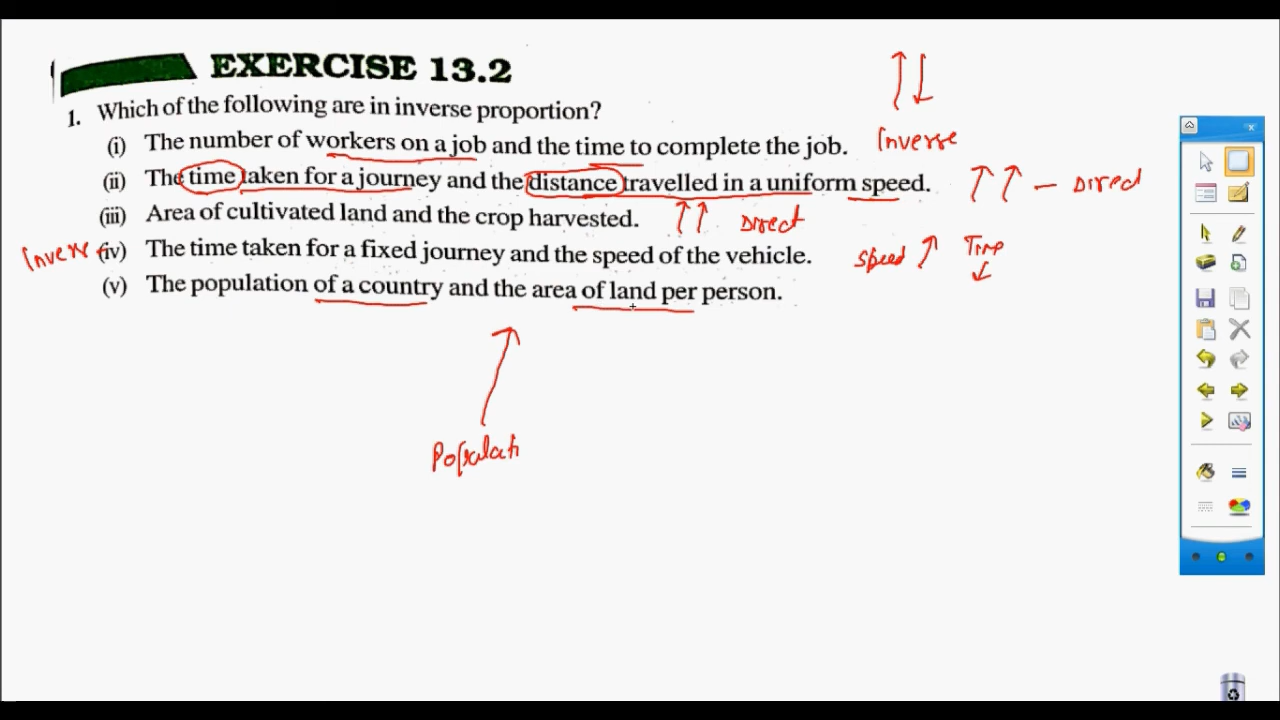 EXERCISE 13.2
1. Which of the following are in inverse proportion?
(i) The number of workers on a job and the time to complete the job. Inverse
(ii) The time taken for a journey and the distance travelled in a uniform speed. — Direct
(iii) Area of cultivated land and the crop harvested. Direct
Inverse (iv) The time taken for a fixed journey and the speed of the vehicle. Speed Time
(v) The population of a country and the area of land per person.
Populati